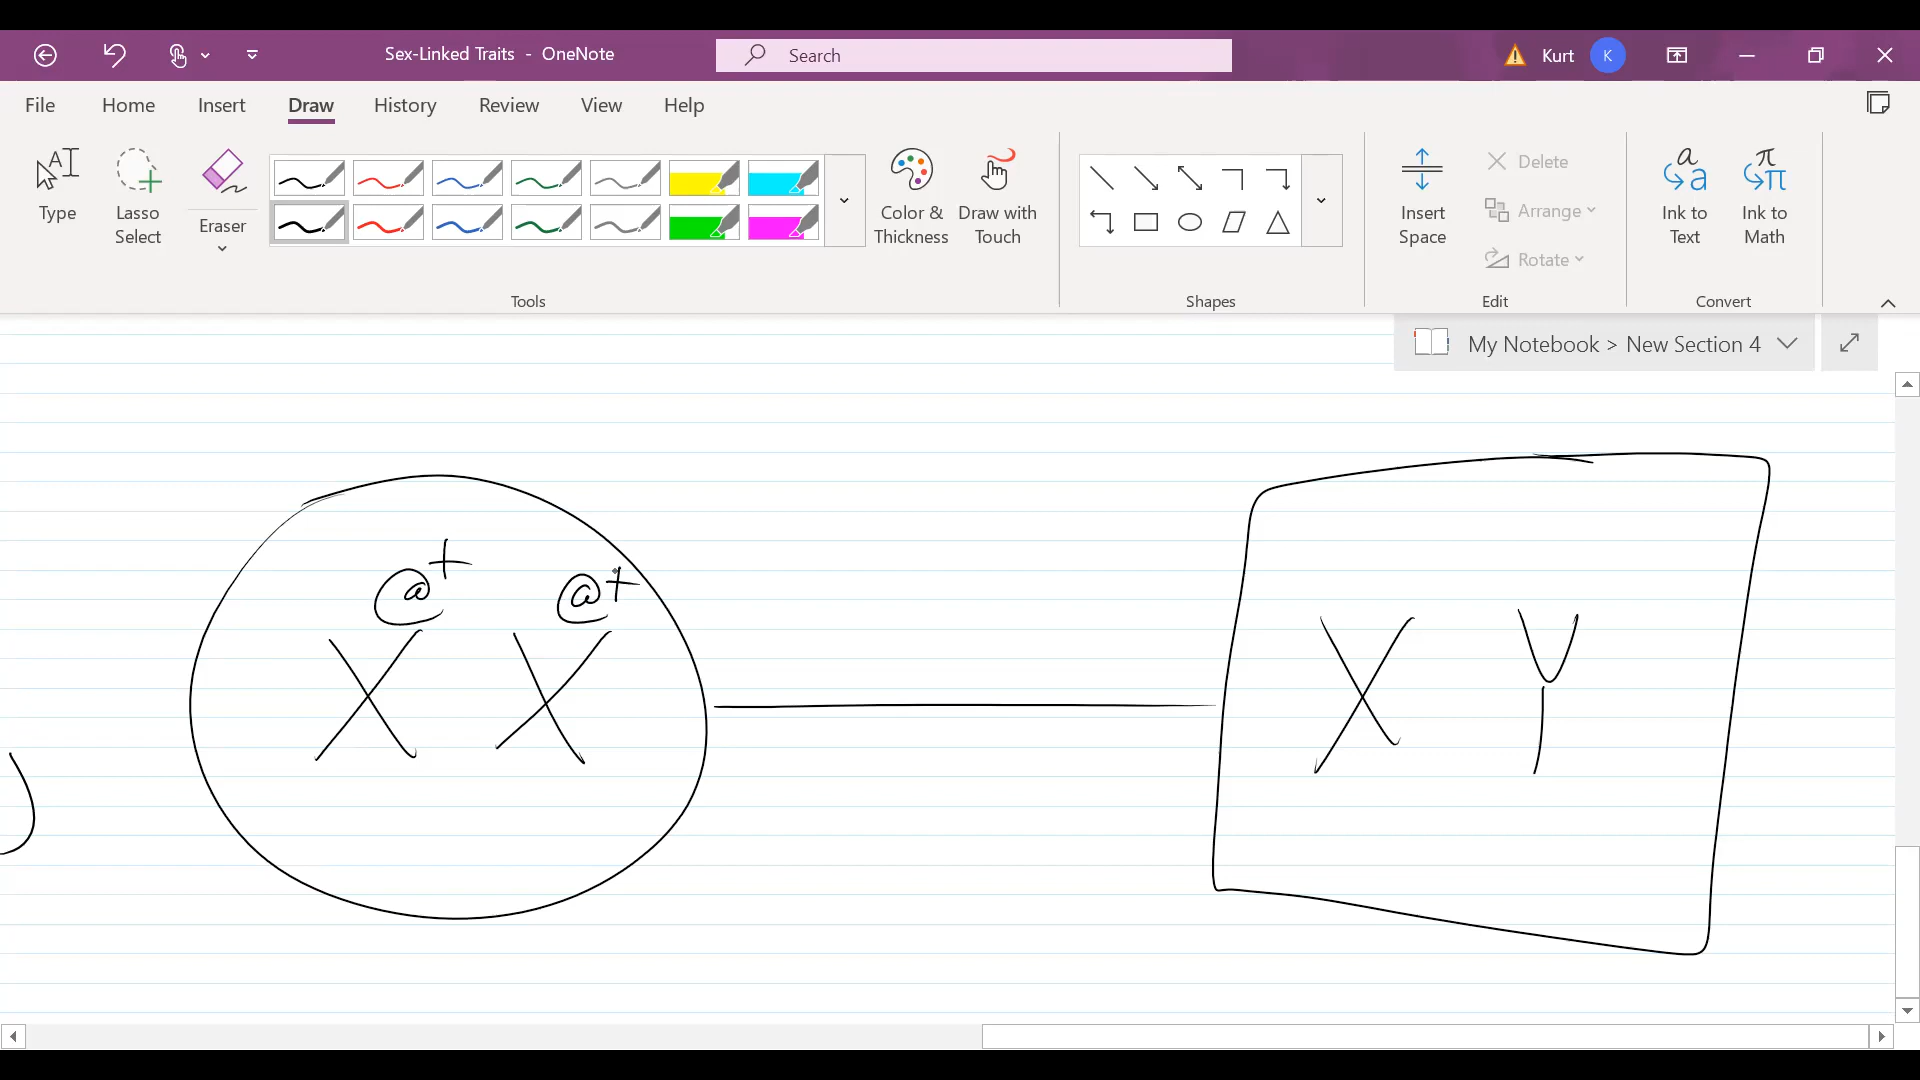 Sex-Linked Traits - OneNote
Search
Kurt
K
File Home Insert Draw History Review View Help
Type
Lasso Select
Eraser
Color & Thickness
Draw with Touch
Insert Space
Delete
Arrange
Rotate
Ink to Text
Ink to Math
Tools
Shapes
Edit
Convert
My Notebook > New Section 4
@+ @+
X X
X Y